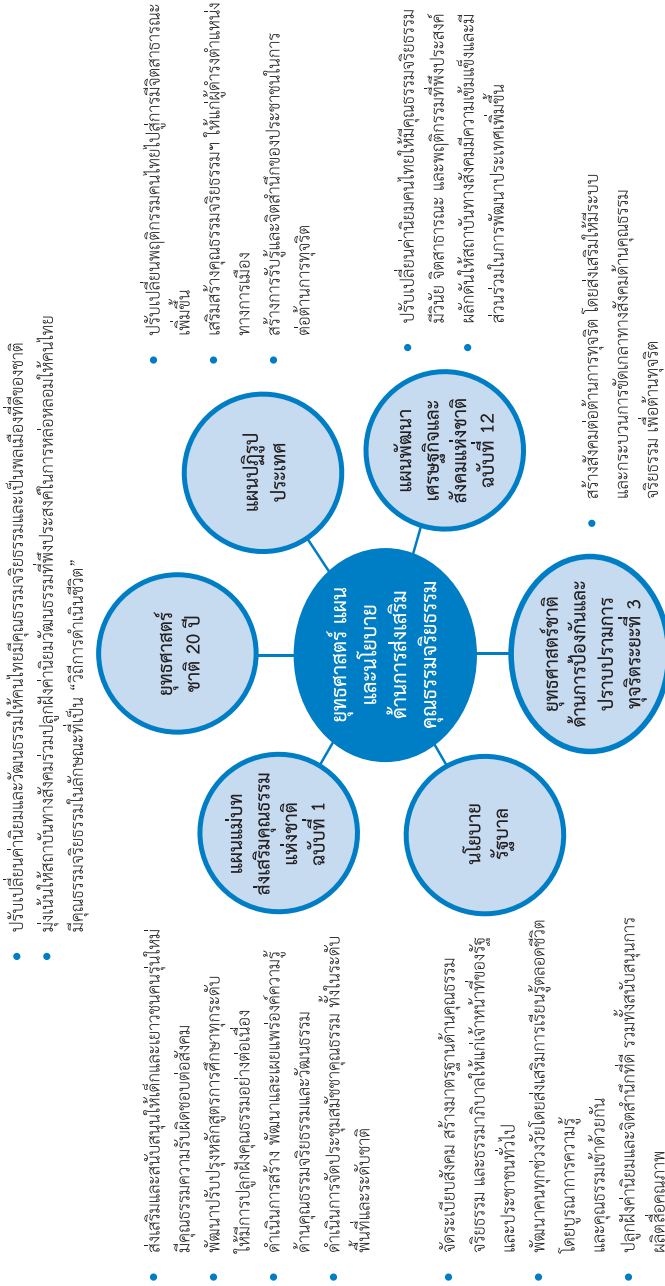 • ปรับเปลี่ยนค่านิยมและวัฒนธรรมให้คนไทยมีคุณธรรมจริยธรรมและเป็นพลเมืองที่ดีของชาติ
• มุ่งเน้นให้สถาบันทางสังคมร่วมปลูกฝังค่านิยมวัฒนธรรมที่พึงประสงค์ในการหล่อหลอมให้คนไทย
มีคุณธรรมจริยธรรมในลักษณะที่เป็น “วิถีการดำเนินชีวิต”
• ส่งเสริมและสนับสนุนให้เด็กและเยาวชนคนรุ่นใหม่
มีคุณธรรมความรับผิดชอบต่อสังคม
• พัฒนาปรับปรุงหลักสูตรการศึกษาทุกระดับ
ให้มีการปลูกฝังคุณธรรมอย่างต่อเนื่อง
• ดำเนินการสร้าง พัฒนาและเผยแพร่องค์ความรู้
ด้านคุณธรรมจริยธรรมและวัฒนธรรม
• ดำเนินการจัดประชุมสมัชชาคุณธรรม ทั้งในระดับ
พื้นที่และระดับชาติ
ยุทธศาสตร์
ชาติ 20 ปี
แผนแม่บท
ส่งเสริมคุณธรรม
แห่งชาติ
ฉบับที่ 1
แผนปฏิรูป
ประเทศ
• ปรับเปลี่ยนพฤติกรรมคนไทยไปสู่การมีจิตสาธารณะ
เพิ่มขึ้น
• เสริมสร้างคุณธรรมจริยธรรมฯ ให้แก่ผู้ดำรงตำแหน่ง
ทางการเมือง
• สร้างการรับรู้และจิตสำนึกของประชาชนในการ
ต่อต้านการทุจริต
ยุทธศาสตร์ แผน
และนโยบาย
ด้านการส่งเสริม
คุณธรรมจริยธรรม
• จัดระเบียบสังคม สร้างมาตรฐานด้านคุณธรรม
จริยธรรม และธรรมาภิบาลให้แก่เจ้าหน้าที่ของรัฐ
และประชาชนทั่วไป
• พัฒนาคนทุกช่วงวัยโดยส่งเสริมการเรียนรู้ตลอดชีวิต
โดยบูรณาการความรู้
และคุณธรรมเข้าด้วยกัน
• ปลูกฝังค่านิยมและจิตสำนึกที่ดี รวมทั้งสนับสนุนการ
ผลิตสื่อคุณภาพ
นโยบาย
รัฐบาล
แผนพัฒนา
เศรษฐกิจและ
สังคมแห่งชาติ
ฉบับที่ 12
• ปรับเปลี่ยนค่านิยมคนไทยให้มีคุณธรรมจริยธรรม
มีวินัย จิตสาธารณะ และพฤติกรรมที่พึงประสงค์
• ผลักดันให้สถาบันทางสังคมมีความเข้มแข็งและมี
ส่วนร่วมในการพัฒนาประเทศเพิ่มขึ้น
ยุทธศาสตร์ชาติ
ด้านการป้องกันและ
ปราบปรามการ
ทุจริตระยะที่ 3
• สร้างสังคมต่อต้านการทุจริต โดยส่งเสริมให้มีระบบ
และกระบวนการขัดเกลาทางสังคมด้านคุณธรรม
จริยธรรม เพื่อต้านทุจริต